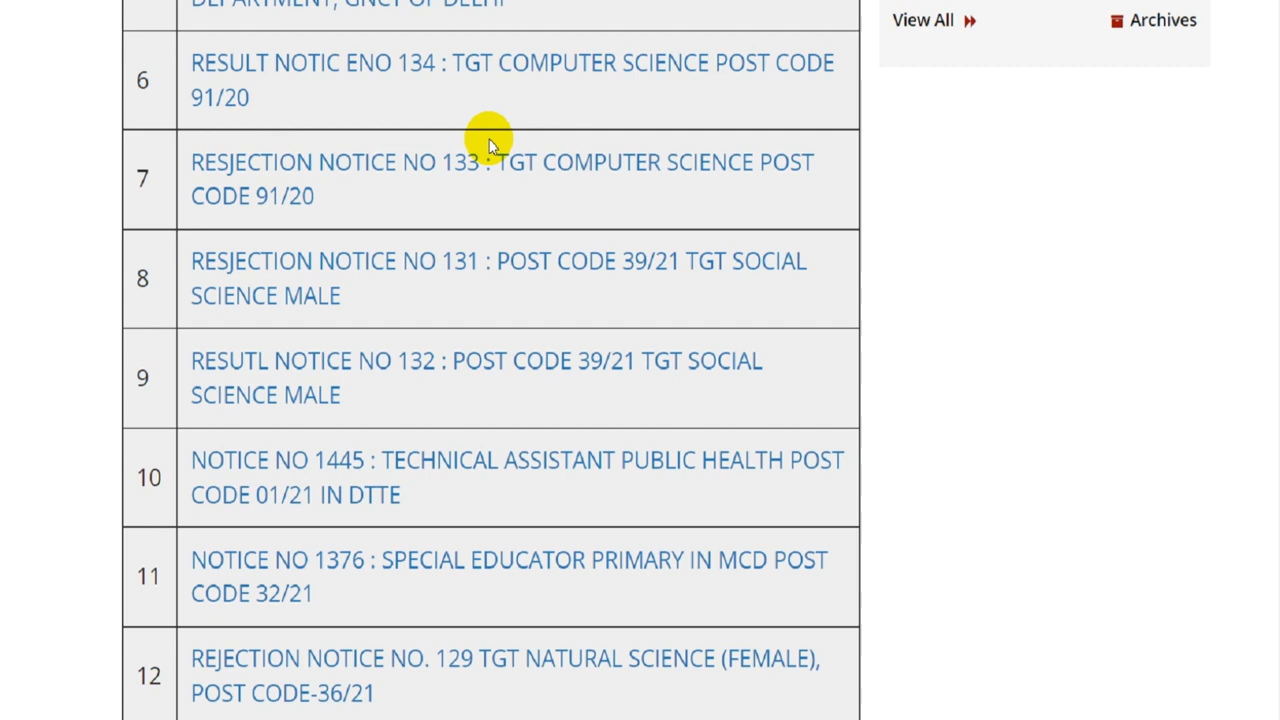 DEPARTMENT, GNCT OF DELHI
View All
Archives
6
RESULT NOTIC ENO 134 : TGT COMPUTER SCIENCE POST CODE
91/20
7
RESJECTION NOTICE NO 133 : TGT COMPUTER SCIENCE POST
CODE 91/20
8
RESJECTION NOTICE NO 131 : POST CODE 39/21 TGT SOCIAL
SCIENCE MALE
9
RESUTL NOTICE NO 132 : POST CODE 39/21 TGT SOCIAL
SCIENCE MALE
10
NOTICE NO 1445 : TECHNICAL ASSISTANT PUBLIC HEALTH POST
CODE 01/21 IN DTTE
11
NOTICE NO 1376 : SPECIAL EDUCATOR PRIMARY IN MCD POST
CODE 32/21
12
REJECTION NOTICE NO. 129 TGT NATURAL SCIENCE (FEMALE),
POST CODE-36/21